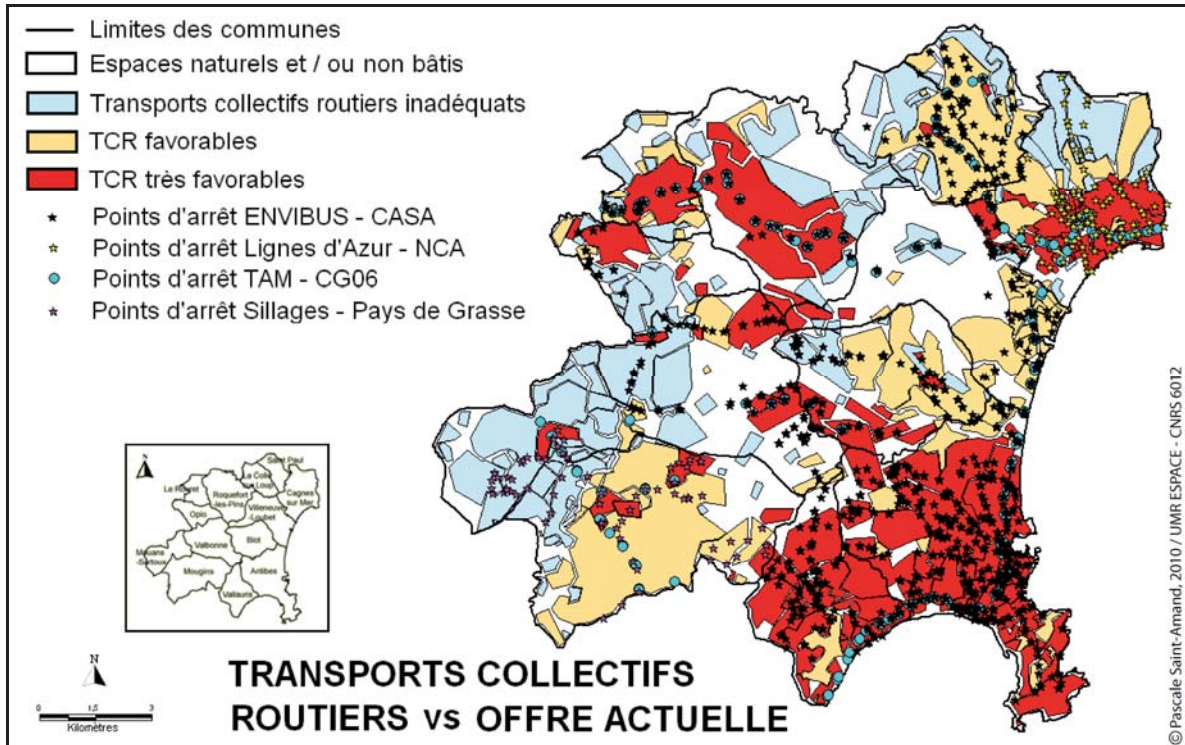 Limites des communes
Espaces naturels et / ou non bâtis
Transports collectifs routiers inadéquats
TCR favorables
TCR très favorables
Points d'arrêt ENVIBUS - CASA
Points d'arrêt Lignes d'Azur - NCA
Points d'arrêt TAM - CG06
Points d'arrêt Sillages - Pays de Grasse
N
Saint Paul
La Colle
Loup
Le Rouret
Roquefort
les-Pins
Cagnes
sur Mer
Villeneuve
-Loubet
Opio
Mouans
-Sartoux
Valbonne
Biot
Mougins
Antibes
Vallauris
N
0 1,5 3
Kilomètres
TRANSPORTS COLLECTIFS
ROUTIERS vs OFFRE ACTUELLE
© Pascale Saint-Amand, 2010 / UMR ESPACE - CNRS 6012